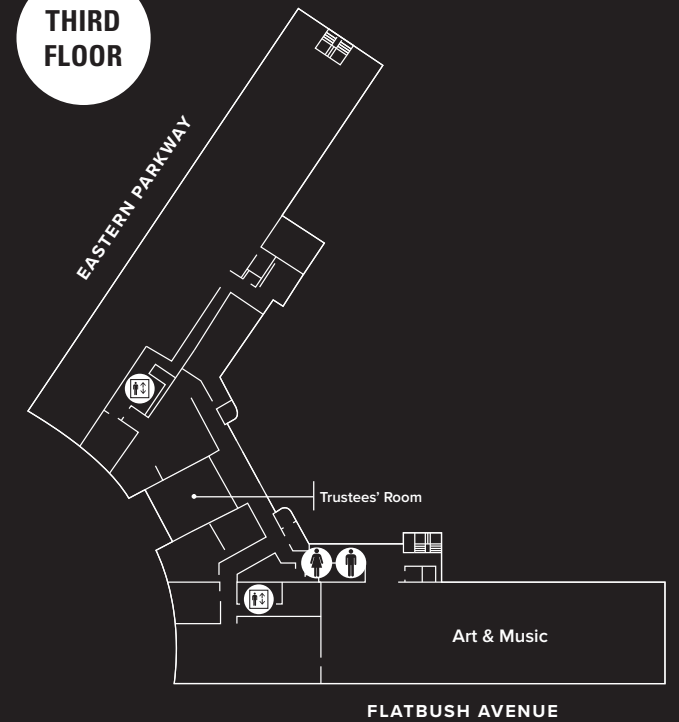 THIRD
FLOOR
EASTERN PARKWAY
Trustees’ Room
Art & Music
FLATBUSH AVENUE